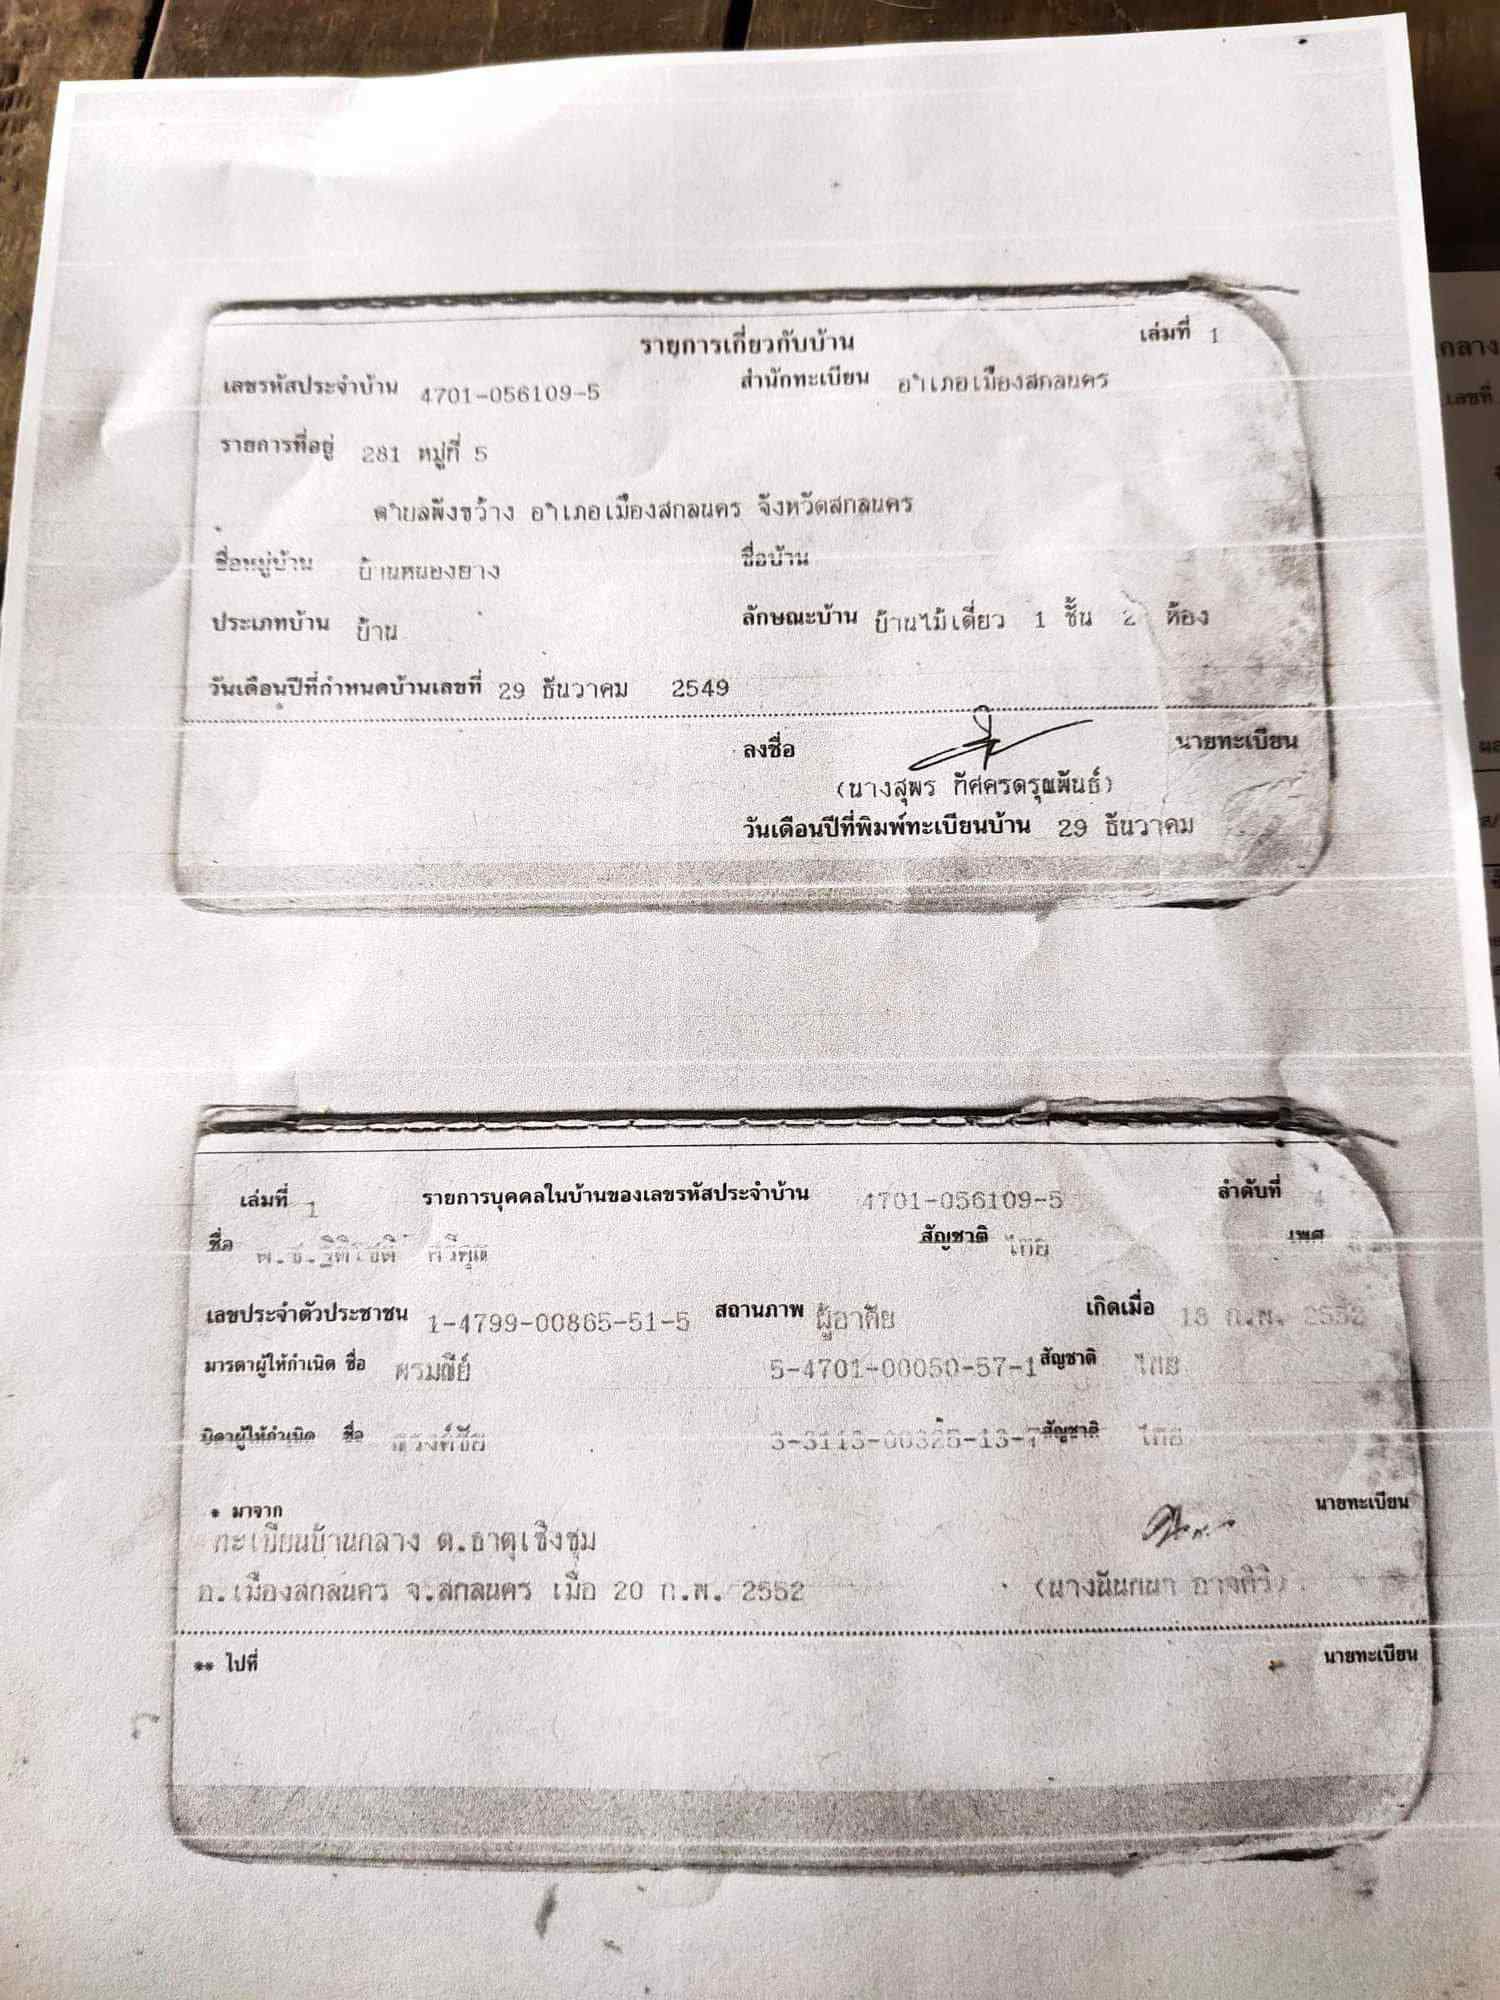 รายการเกี่ยวกับบ้าน เล่มที่ 1
เลขรหัสประจำบ้าน 4701-056109-5 สำนักทะเบียน อำเภอเมืองสกลนคร
รายการที่อยู่ 281 หมู่ที่ 5
ตำบลพังขว้าง อำเภอเมืองสกลนคร จังหวัดสกลนคร
ชื่อหมู่บ้าน บ้านหนองยาง ชื่อบ้าน
ประเภทบ้าน บ้าน ลักษณะบ้าน บ้านไม้เดี่ยว 1 ชั้น 2 ห้อง
วันเดือนปีที่กำหนดบ้านเลขที่ 29 ธันวาคม 2549
ลงชื่อ นายทะเบียน
(นางสุพร ทัศครดรุณพันธ์)
วันเดือนปีที่พิมพ์ทะเบียนบ้าน 29 ธันวาคม
เล่มที่ 1 รายการบุคคลในบ้านของเลขรหัสประจำบ้าน 4701-056109-5 ลำดับที่ 4
ชื่อ ด.ช.ฐิติโชติ สัญชาติ ไทย เพศ
เลขประจำตัวประชาชน 1-4799-00865-51-5 สถานภาพ ผู้อาศัย เกิดเมื่อ 18 ก.พ. 2552
มารดาผู้ให้กำเนิด ชื่อ 5-4701-00050-57-1 สัญชาติ ไทย
บิดาผู้ให้กำเนิด ชื่อ 3-3113-00325-13-7 สัญชาติ ไทย
* มาจาก นายทะเบียน
ทะเบียนบ้านกลาง ต.ธาตุเชิงชุม
อ.เมืองสกลนคร จ.สกลนคร เมื่อ 20 ก.พ. 2552 (นางนันทนา อาจศิริ)
** ไปที่ นายทะเบียน
กลาง
เลขที่